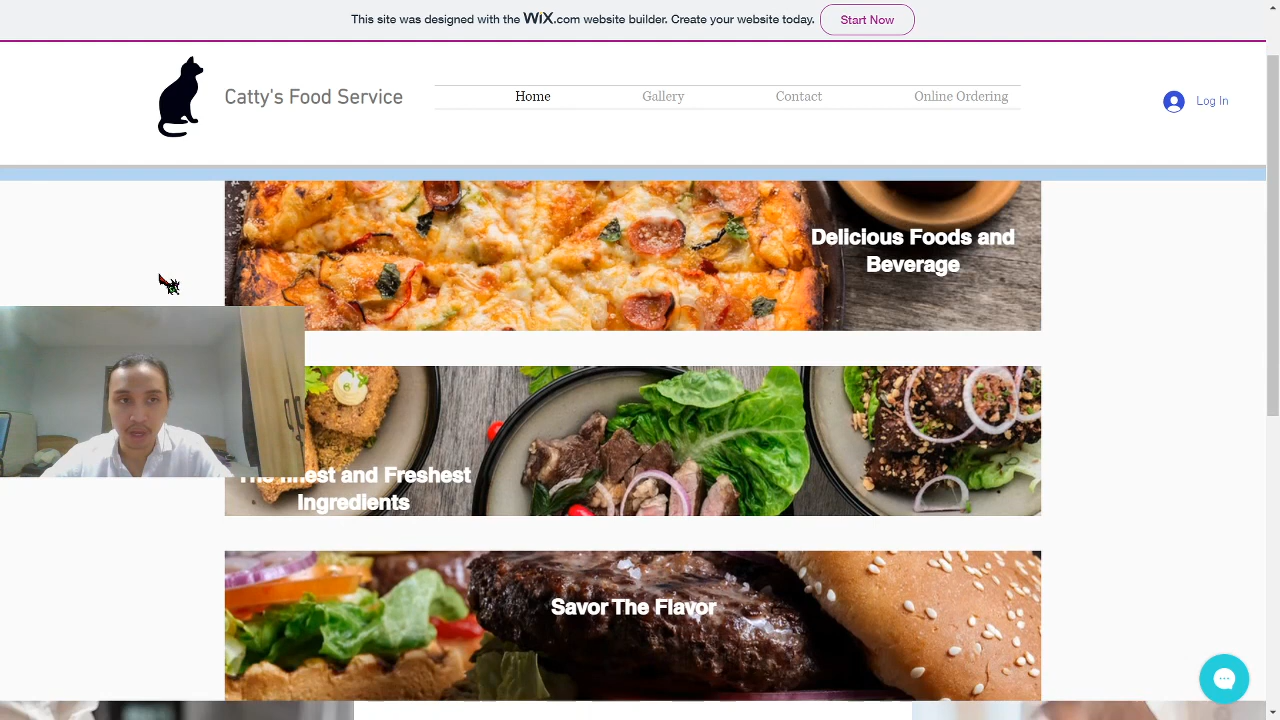 This site was designed with the WiX.com website builder. Create your website today. Start Now
Catty's Food Service
Home Gallery Contact Online Ordering
Log In
Delicious Foods and
Beverage
and Freshest
Ingredients
Savor The Flavor